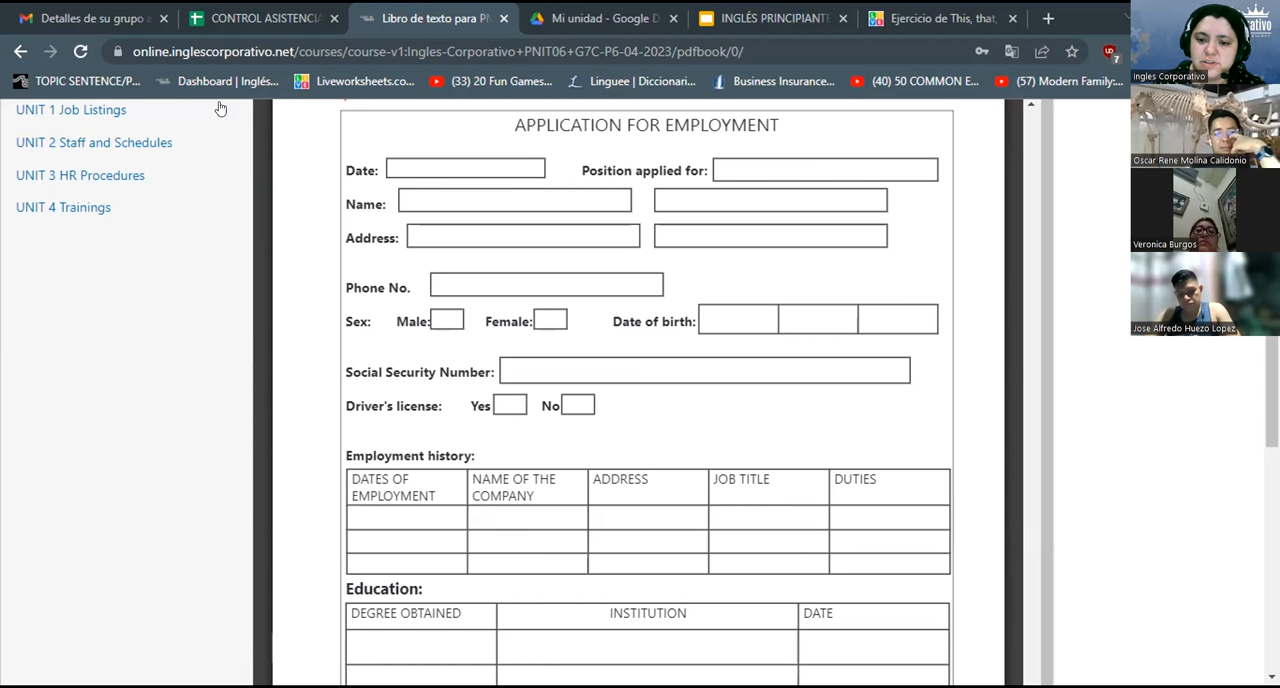 Detalles de su grupo a
CONTROL ASISTENCI
Libro de texto para PN
Mi unidad - Google D
INGLÉS PRINCIPIANTE
Ejercicio de This, that,
online.inglescorporativo.net/courses/course-v1:Ingles-Corporativo+PNIT06+G7C-P6-04-2023/pdfbook/0/
7
TOPIC SENTENCE/P...
Dashboard | Inglés...
Liveworksheets.co...
(33) 20 Fun Games...
Linguee | Diccionari...
Business Insurance...
(40) 50 COMMON E...
(57) Modern Family:...
UNIT 1 Job Listings
UNIT 2 Staff and Schedules
UNIT 3 HR Procedures
UNIT 4 Trainings
APPLICATION FOR EMPLOYMENT
Date: Position applied for:
Name:
Address:
Phone No.
Sex: Male: Female: Date of birth:
Social Security Number:
Driver's license: Yes No
Employment history:
DATES OF EMPLOYMENT
NAME OF THE COMPANY
ADDRESS
JOB TITLE
DUTIES
Education:
DEGREE OBTAINED INSTITUTION DATE
Ingles Corporativo
Oscar Rene Molina Calidonio
Veronica Burgos
Jose Alfredo Huezo Lopez